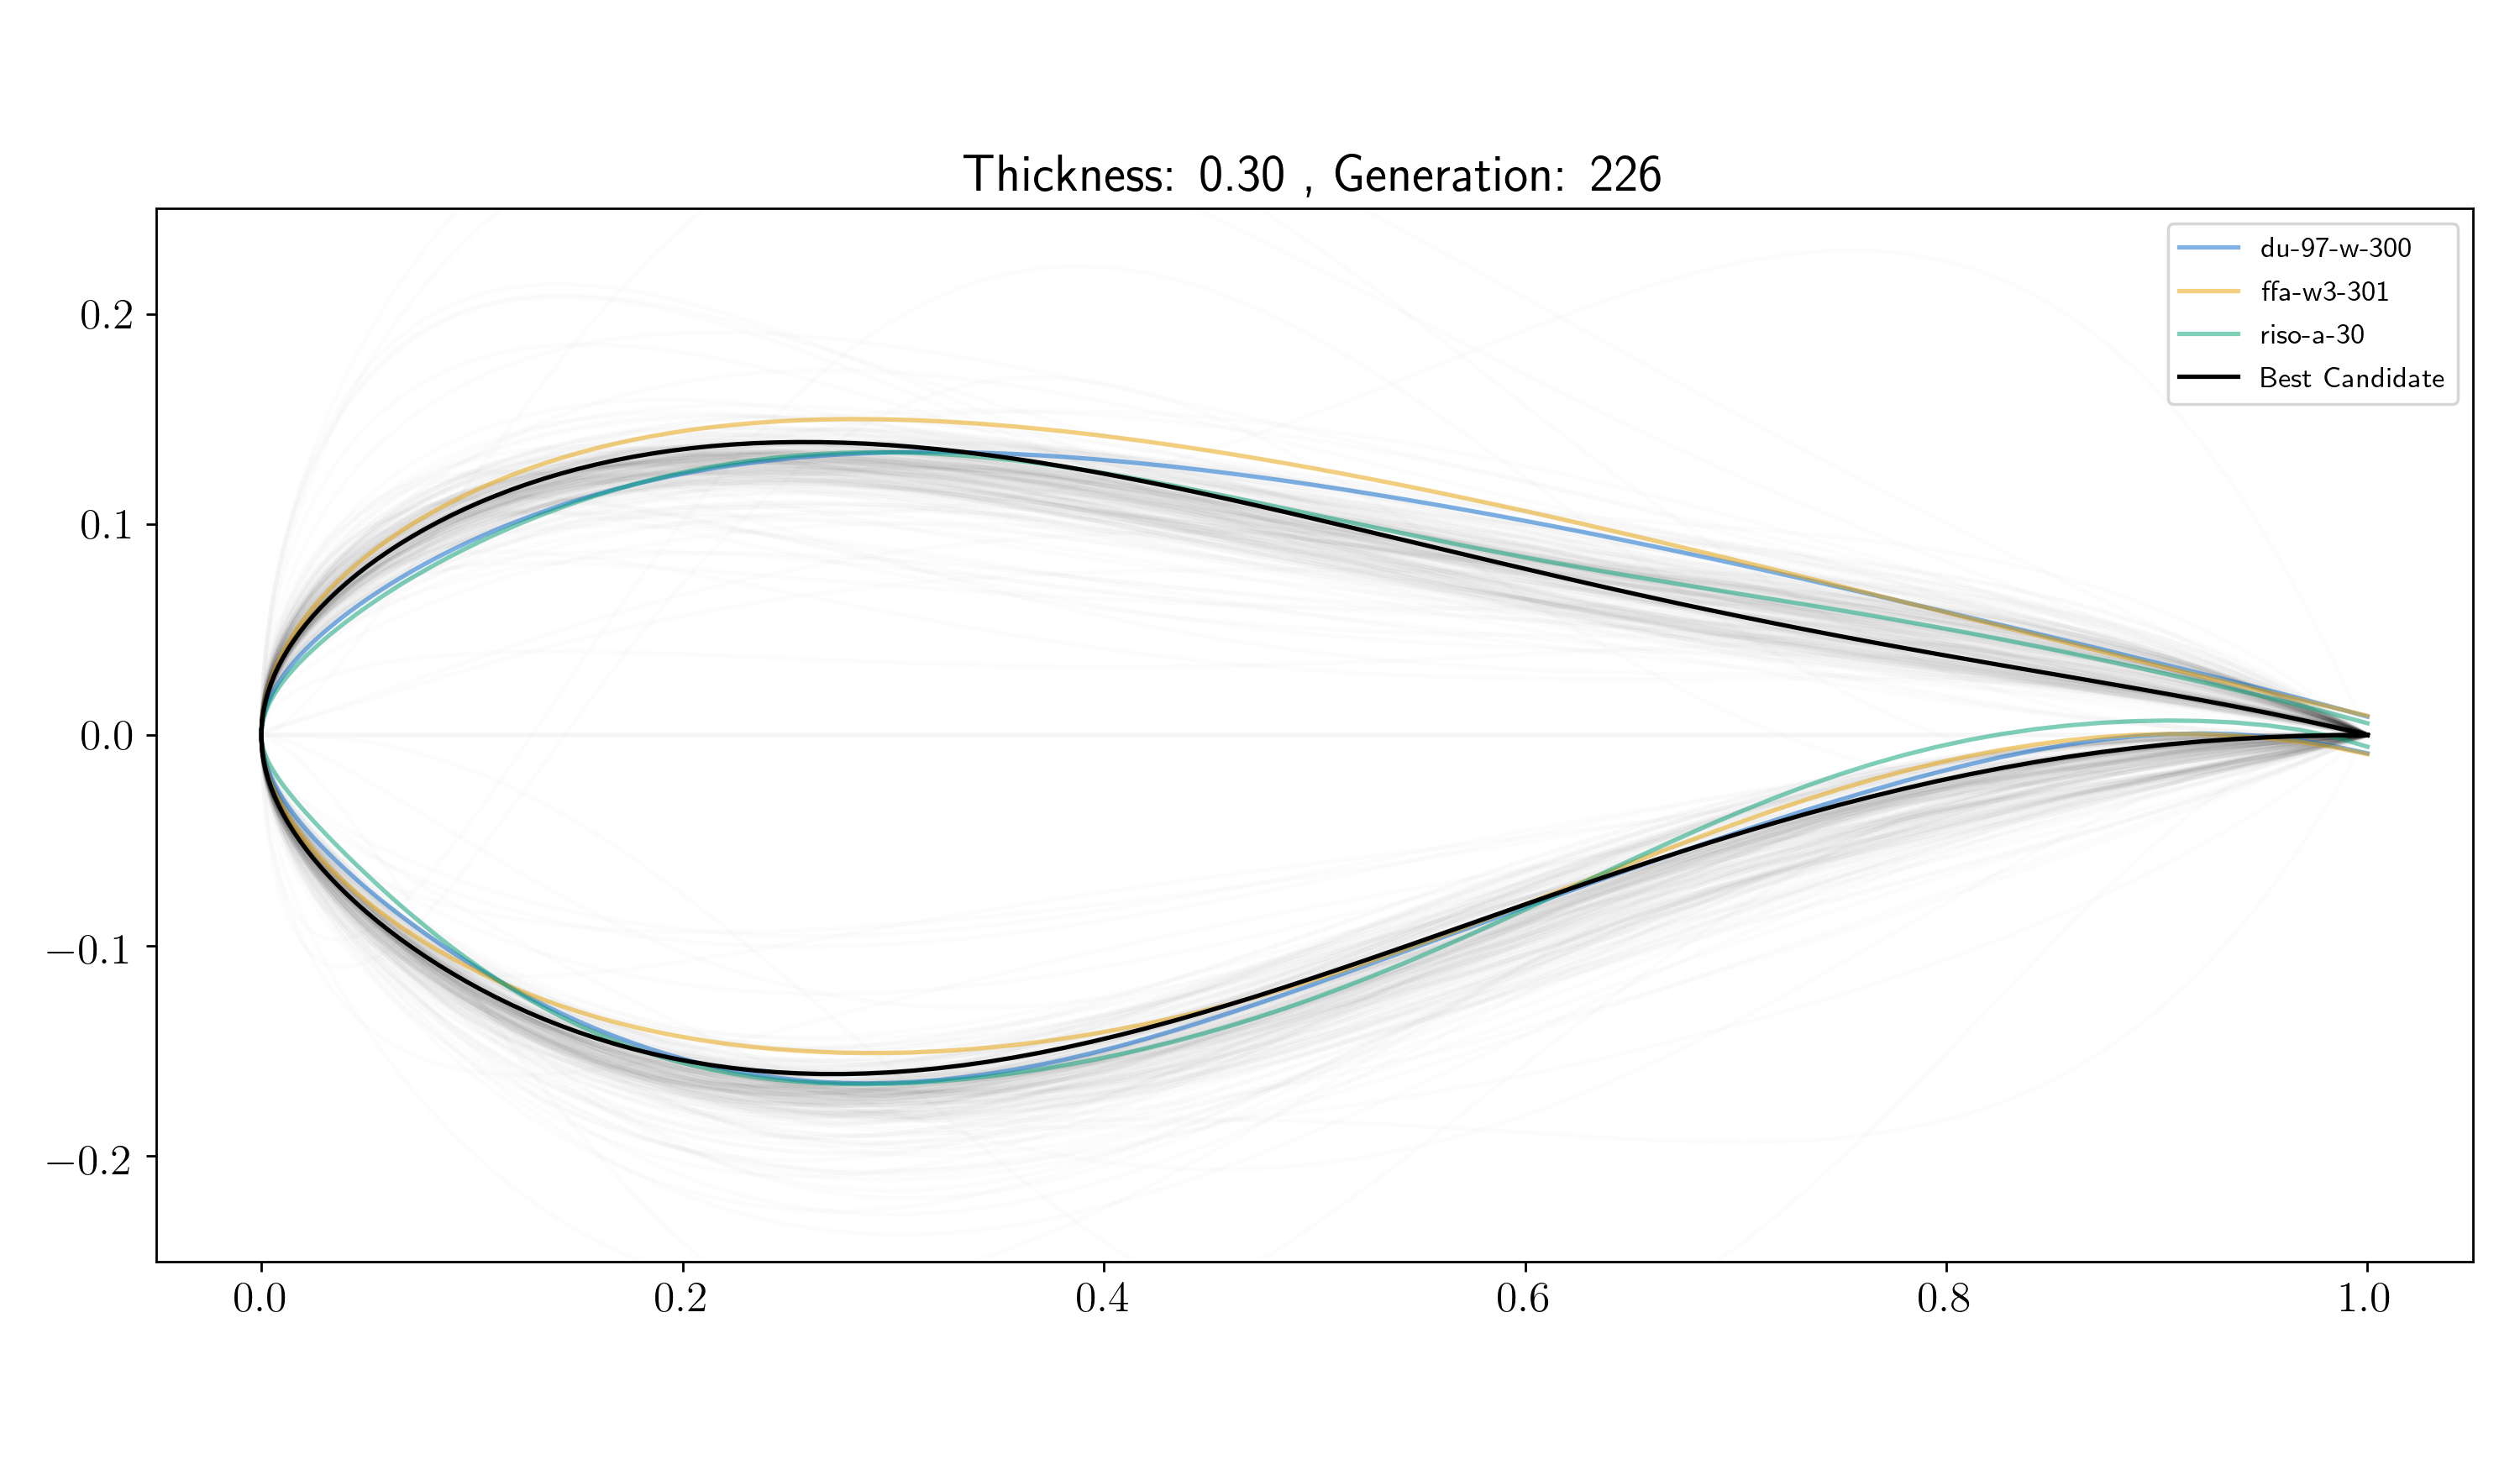 Thickness: 0.30 , Generation: 226
du-97-w-300
ffa-w3-301
riso-a-30
Best Candidate
0.2
0.1
0.0
−0.1
−0.2
0.0 0.2 0.4 0.6 0.8 1.0